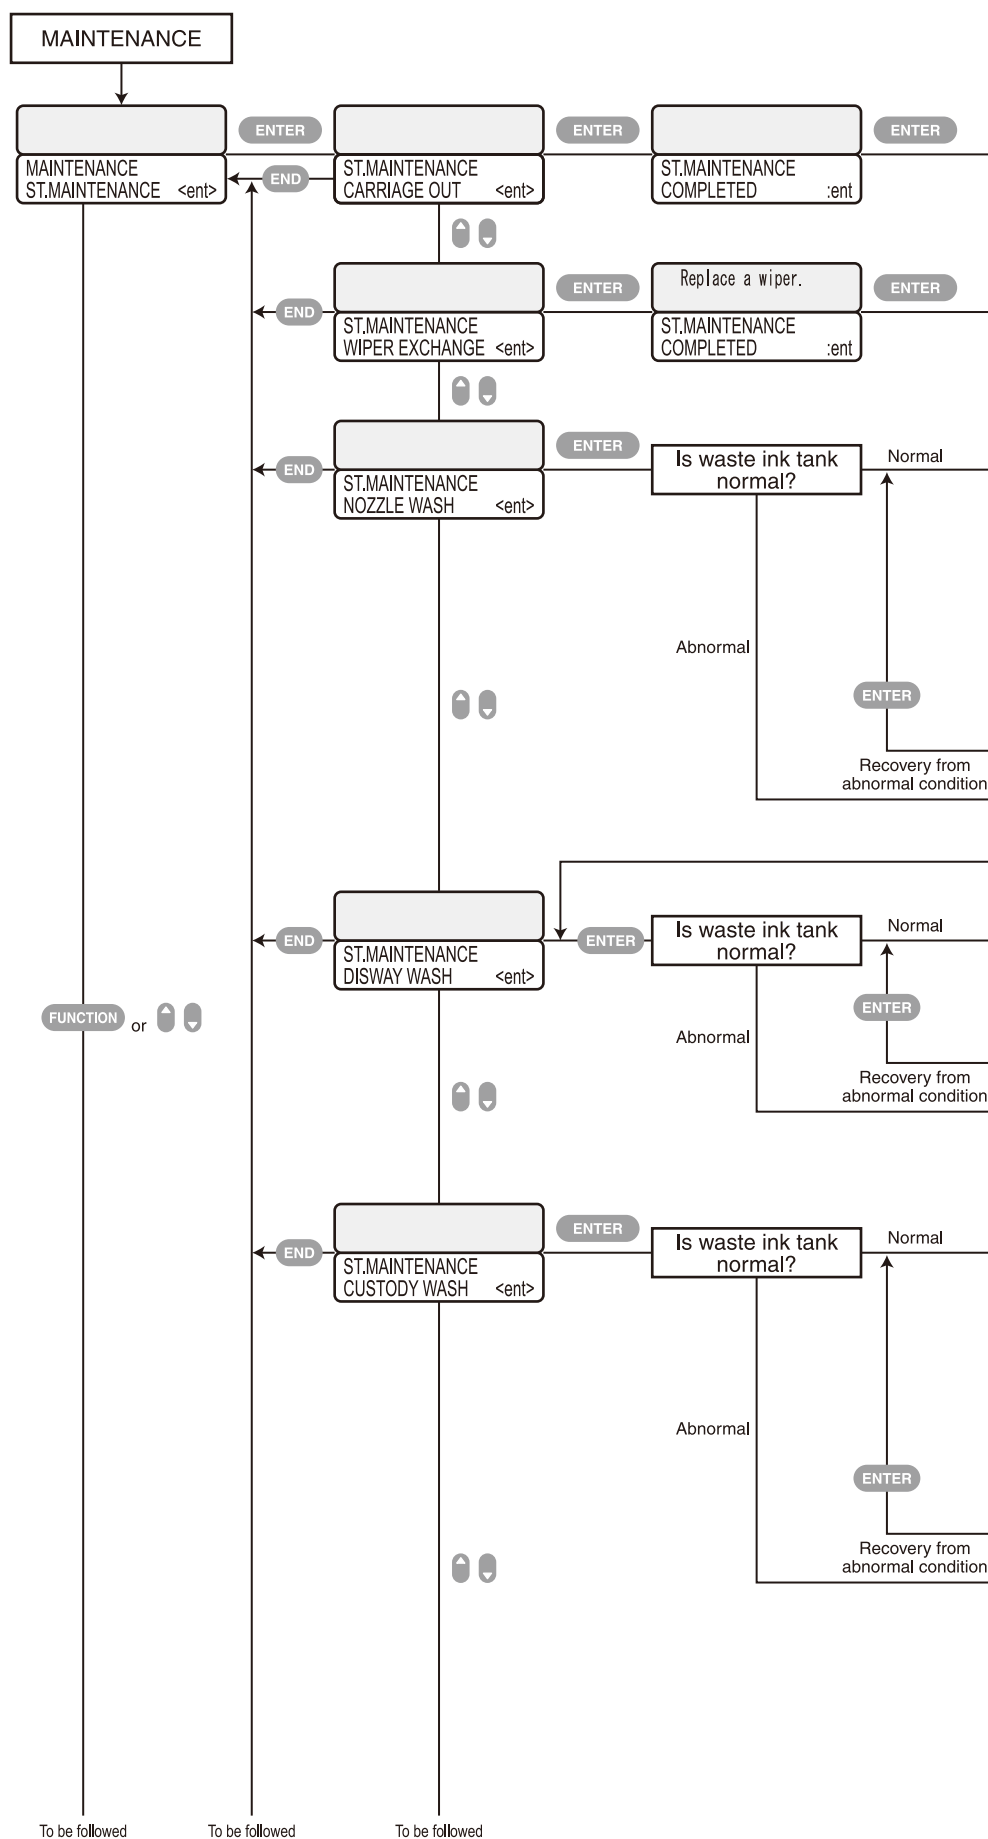 MAINTENANCE
ENTER
ENTER
ENTER
MAINTENANCE
ST.MAINTENANCE <ent>
END
ST.MAINTENANCE
CARRIAGE OUT <ent>
ST.MAINTENANCE
COMPLETED :ent
ENTER
Replace a wiper.
ENTER
END
ST.MAINTENANCE
WIPER EXCHANGE <ent>
ST.MAINTENANCE
COMPLETED :ent
ENTER
END
ST.MAINTENANCE
NOZZLE WASH <ent>
Is waste ink tank
normal?
Normal
Abnormal
ENTER
Recovery from
abnormal condition
END
ST.MAINTENANCE
DISWAY WASH <ent>
ENTER
Is waste ink tank
normal?
Normal
FUNCTION or
Abnormal
ENTER
Recovery from
abnormal condition
ENTER
END
ST.MAINTENANCE
CUSTODY WASH <ent>
Is waste ink tank
normal?
Normal
Abnormal
ENTER
Recovery from
abnormal condition
To be followed
To be followed
To be followed